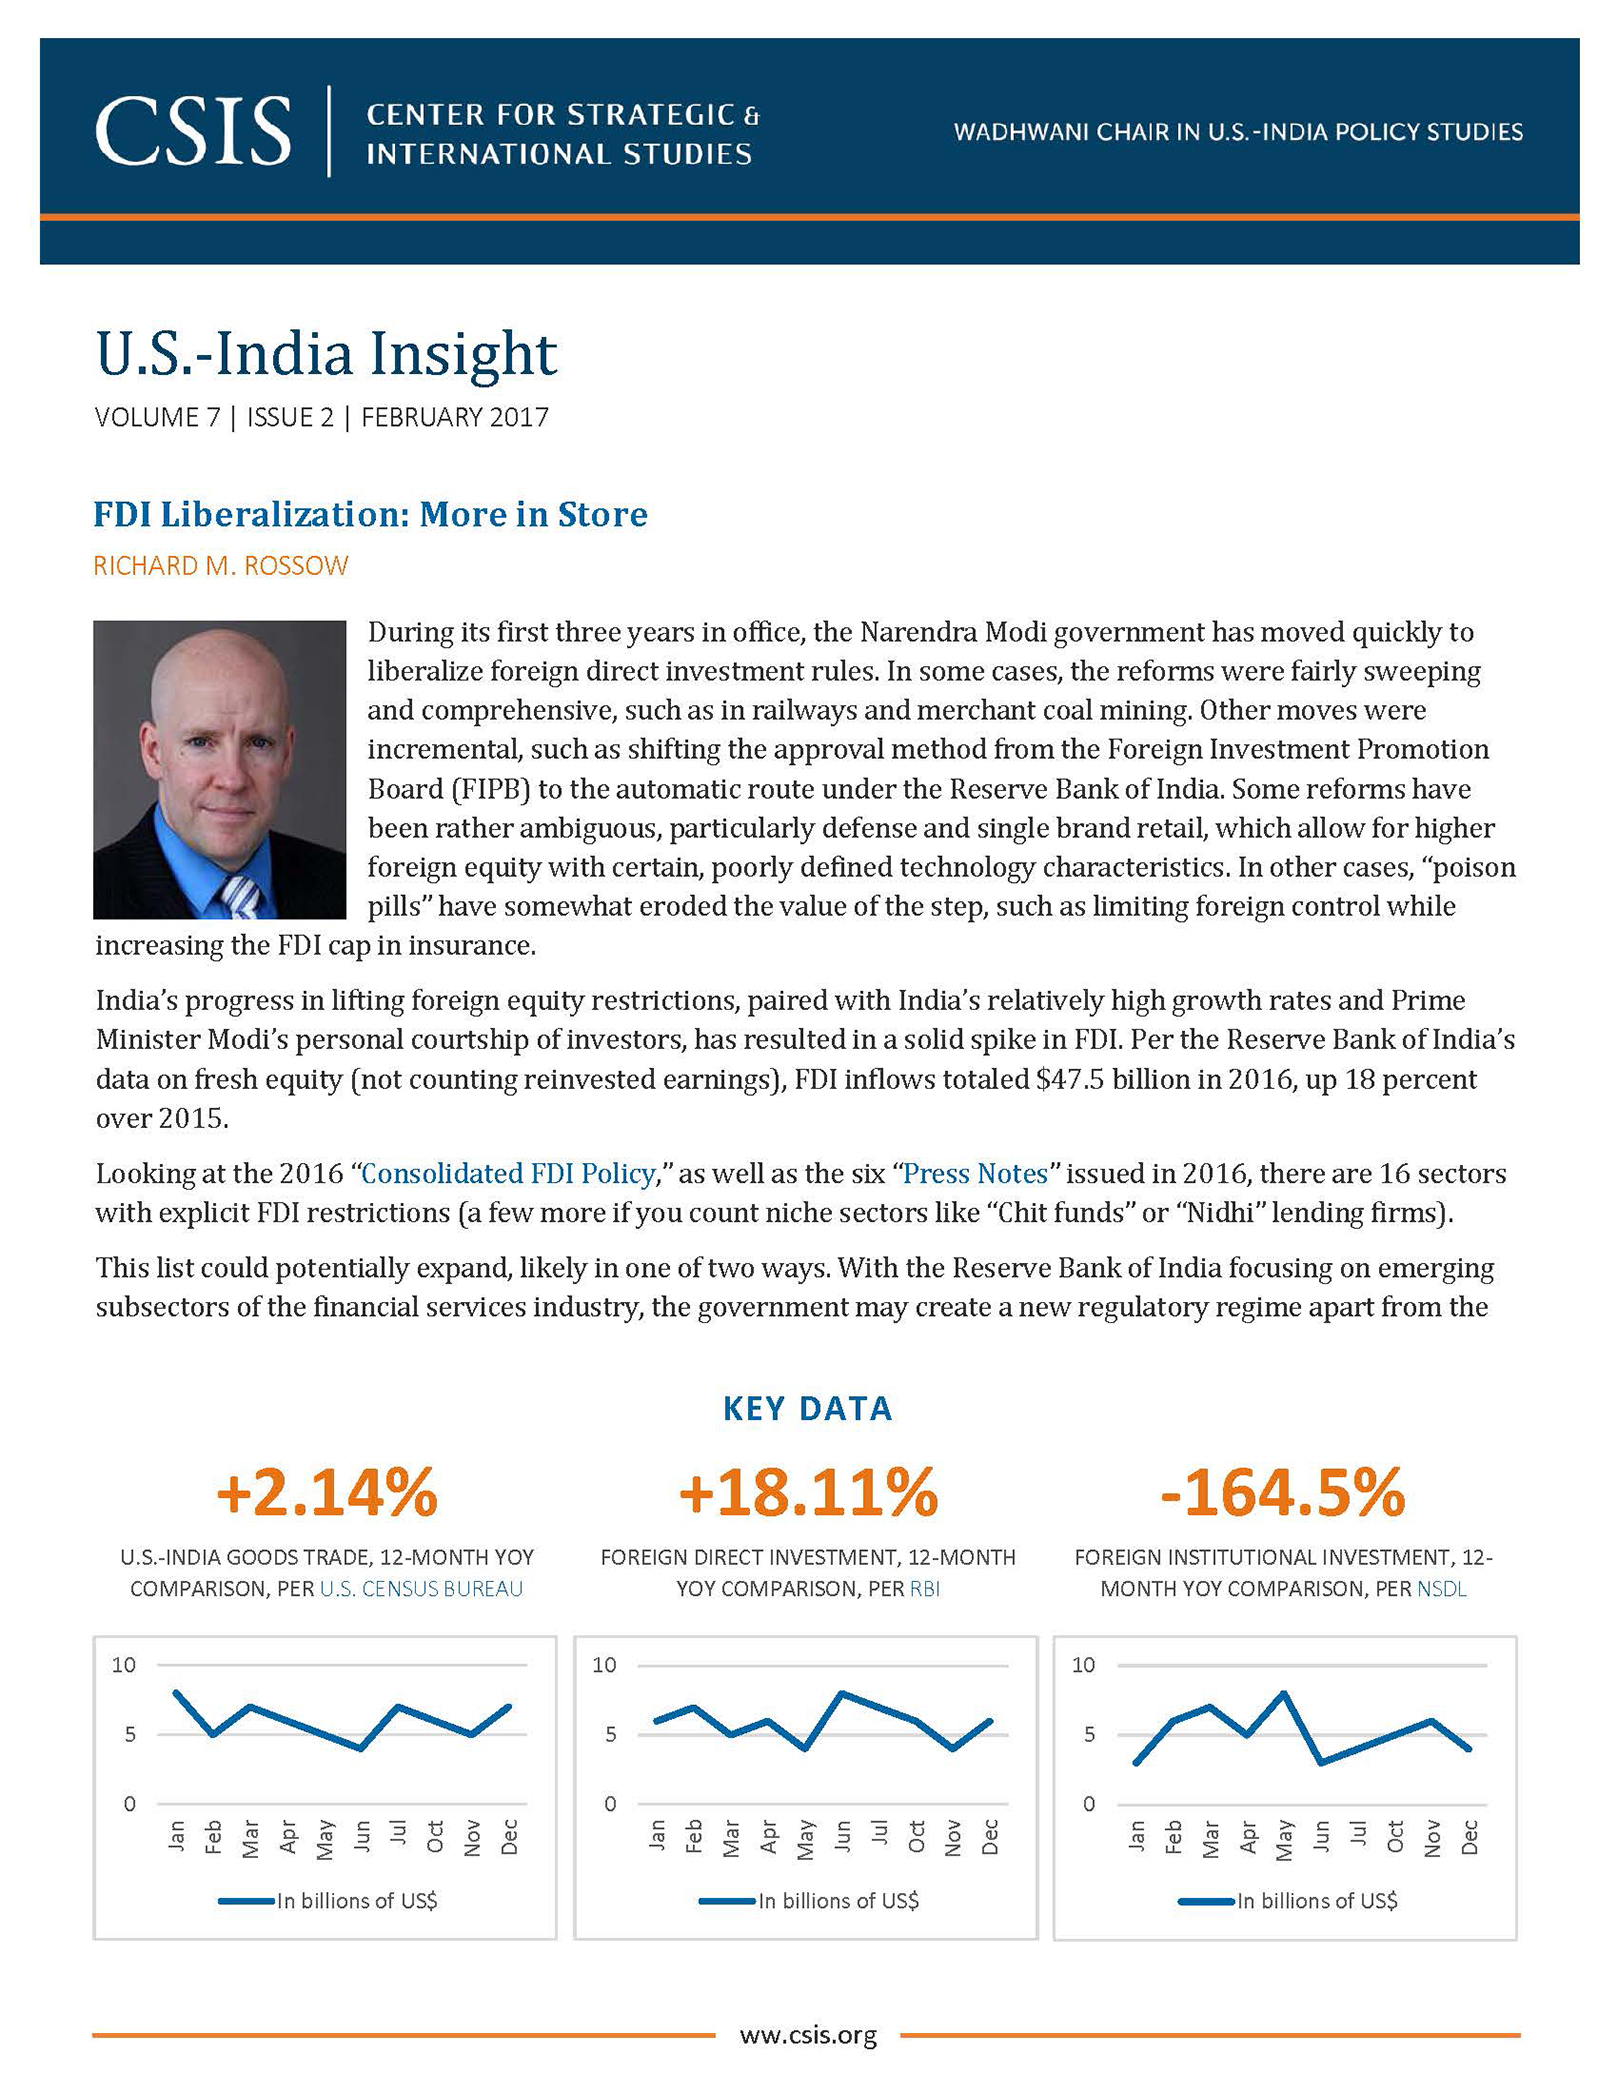 CSIS
CENTER FOR STRATEGIC &
INTERNATIONAL STUDIES
WADHWANI CHAIR IN U.S.-INDIA POLICY STUDIES
U.S.-India Insight
VOLUME 7 | ISSUE 2 | FEBRUARY 2017
FDI Liberalization: More in Store
RICHARD M. ROSSOW
During its first three years in office, the Narendra Modi government has moved quickly to
liberalize foreign direct investment rules. In some cases, the reforms were fairly sweeping
and comprehensive, such as in railways and merchant coal mining. Other moves were
incremental, such as shifting the approval method from the Foreign Investment Promotion
Board (FIPB) to the automatic route under the Reserve Bank of India. Some reforms have
been rather ambiguous, particularly defense and single brand retail, which allow for higher
foreign equity with certain, poorly defined technology characteristics. In other cases, “poison
pills” have somewhat eroded the value of the step, such as limiting foreign control while
increasing the FDI cap in insurance.
India’s progress in lifting foreign equity restrictions, paired with India’s relatively high growth rates and Prime
Minister Modi’s personal courtship of investors, has resulted in a solid spike in FDI. Per the Reserve Bank of India’s
data on fresh equity (not counting reinvested earnings), FDI inflows totaled $47.5 billion in 2016, up 18 percent
over 2015.
Looking at the 2016 “Consolidated FDI Policy,” as well as the six “Press Notes” issued in 2016, there are 16 sectors
with explicit FDI restrictions (a few more if you count niche sectors like “Chit funds” or “Nidhi” lending firms).
This list could potentially expand, likely in one of two ways. With the Reserve Bank of India focusing on emerging
subsectors of the financial services industry, the government may create a new regulatory regime apart from the
KEY DATA
+2.14%
U.S.-INDIA GOODS TRADE, 12-MONTH YOY
COMPARISON, PER U.S. CENSUS BUREAU
10
5
0
Jan Feb Mar Apr May Jun Jul Oct Nov Dec
In billions of US$
+18.11%
FOREIGN DIRECT INVESTMENT, 12-MONTH
YOY COMPARISON, PER RBI
10
5
0
Jan Feb Mar Apr May Jun Jul Oct Nov Dec
In billions of US$
-164.5%
FOREIGN INSTITUTIONAL INVESTMENT, 12-
MONTH YOY COMPARISON, PER NSDL
10
5
0
Jan Feb Mar Apr May Jun Jul Oct Nov Dec
In billions of US$
ww.csis.org